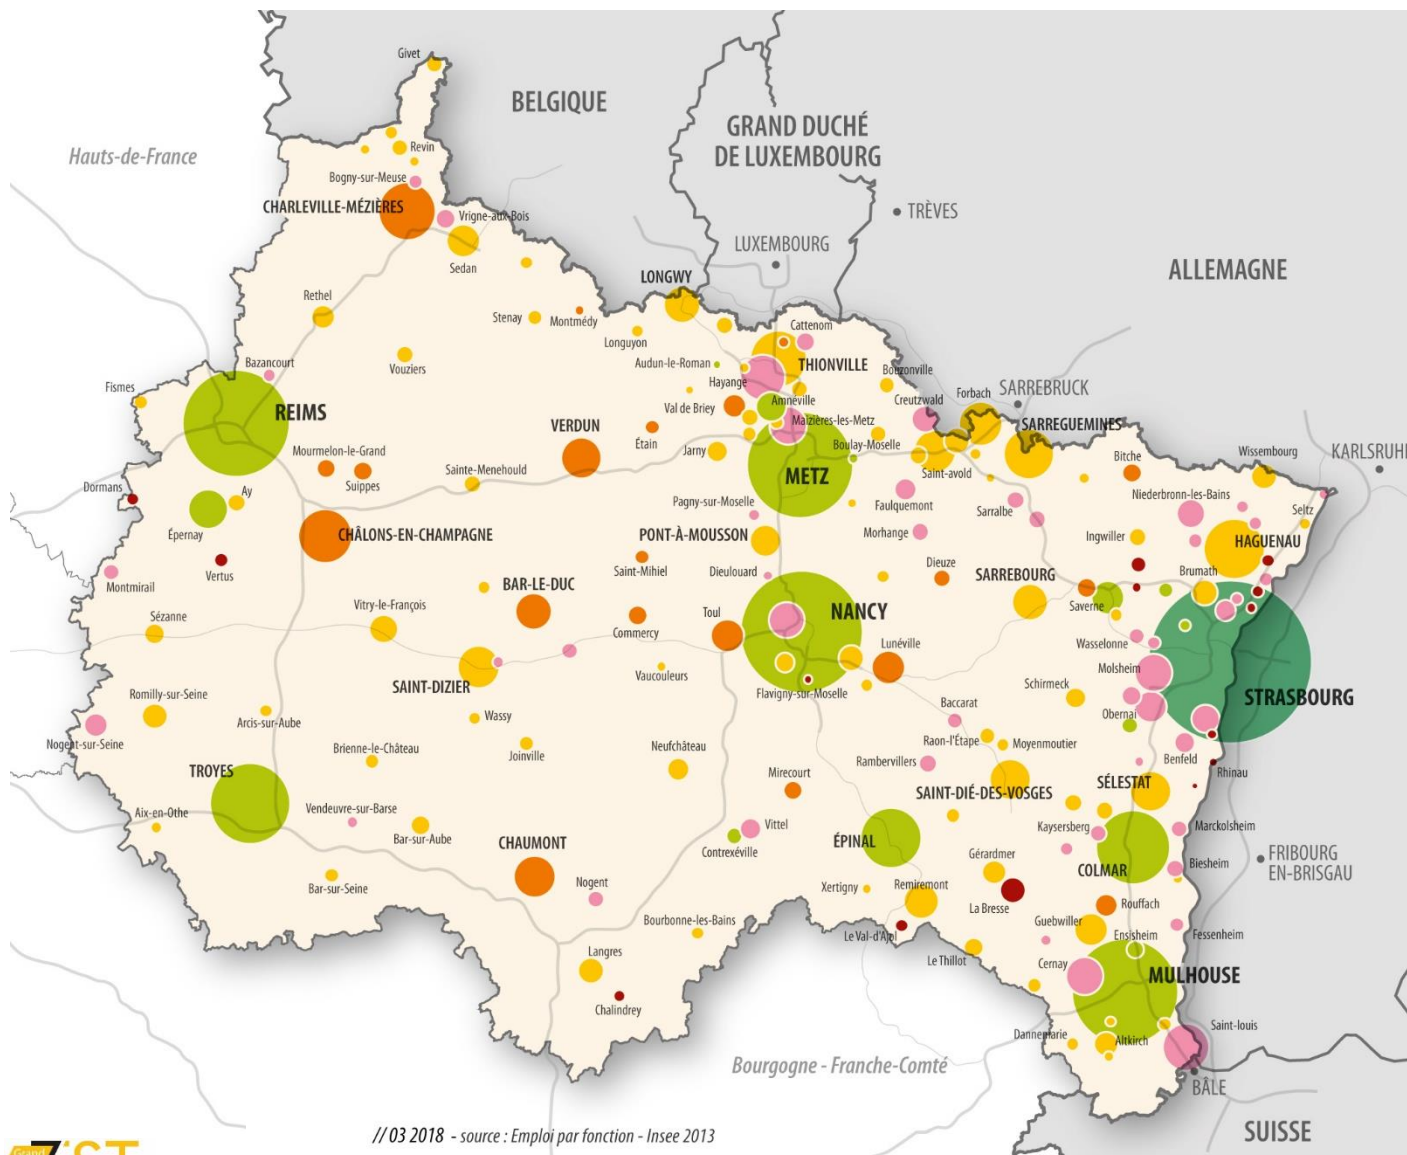 Givet
BELGIQUE
GRAND DUCHÉ
DE LUXEMBOURG
Hauts-de-France
Revin
Bogny-sur-Meuse
CHARLEVILLE-MÉZIÈRES
Vrigne-aux-Bois
TRÈVES
LUXEMBOURG
Sedan
ALLEMAGNE
LONGWY
Rethel
Stenay
Montmédy
Longuyon
Cattenom
Bazancourt
Vouziers
Audun-le-Roman
THIONVILLE
Hayange
Bouzonville
Fismes
Forbach
SARREBRUCK
Creutzwald
Val de Briey
Amnéville
REIMS
VERDUN
Étain
Maizières-les-Metz
SARREGUEMINES
Mourmelon-le-Grand
Suippes
Jarny
Boulay-Moselle
Bitche
Wissembourg
KARLSRUHE
Sainte-Menehould
METZ
Saint-avold
Dormans
Ay
Pagny-sur-Moselle
Faulquemont
Niederbronn-les-Bains
Sarralbe
Seltz
Épernay
CHÂLONS-EN-CHAMPAGNE
PONT-À-MOUSSON
Morhange
Ingwiller
HAGUENAU
Vertus
Saint-Mihiel
Dieulouard
Dieuze
SARREBOURG
Brumath
Montmirail
BAR-LE-DUC
Sézanne
Vitry-le-François
Commercy
Toul
NANCY
Saverne
Lunéville
Wasselonne
Vaucouleurs
Molsheim
SAINT-DIZIER
Flavigny-sur-Moselle
Schirmeck
STRASBOURG
Romilly-sur-Seine
Arcis-sur-Aube
Wassy
Baccarat
Obernai
Nogent-sur-Seine
Brienne-le-Château
Joinville
Neufchâteau
Raon-l'Étape
Moyenmoutier
Benfeld
TROYES
Mirecourt
Rambervillers
Rhinau
SAINT-DIÉ-DES-VOSGES
SÉLESTAT
Aix-en-Othe
Vendeuvre-sur-Barse
Bar-sur-Aube
Vittel
Contrexéville
ÉPINAL
Kaysersberg
Marckolsheim
CHAUMONT
Gérardmer
COLMAR
Biesheim
FRIBOURG
EN-BRISGAU
Bar-sur-Seine
Nogent
Xertigny
Remiremont
La Bresse
Rouffach
Bourbonne-les-Bains
Le Val-d'Ajol
Guebwiller
Ensisheim
Fessenheim
Langres
Le Thillot
Cernay
MULHOUSE
Chalindrey
Dannemarie
Altkirch
Saint-louis
Bourgogne - Franche-Comté
BÂLE
// 03 2018 - source : Emploi par fonction - Insee 2013
SUISSE
Grand